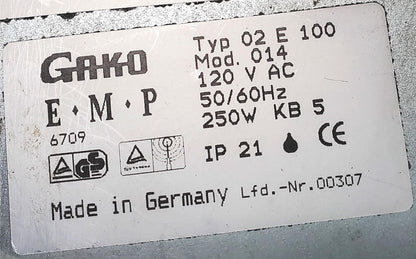 GAKO
E·M·P
6709
GS
Typ 02 E 100
Mod. 014
120 V AC
50/60Hz
250W KB 5
IP 21 CE
Made in Germany Lfd.-Nr.00307